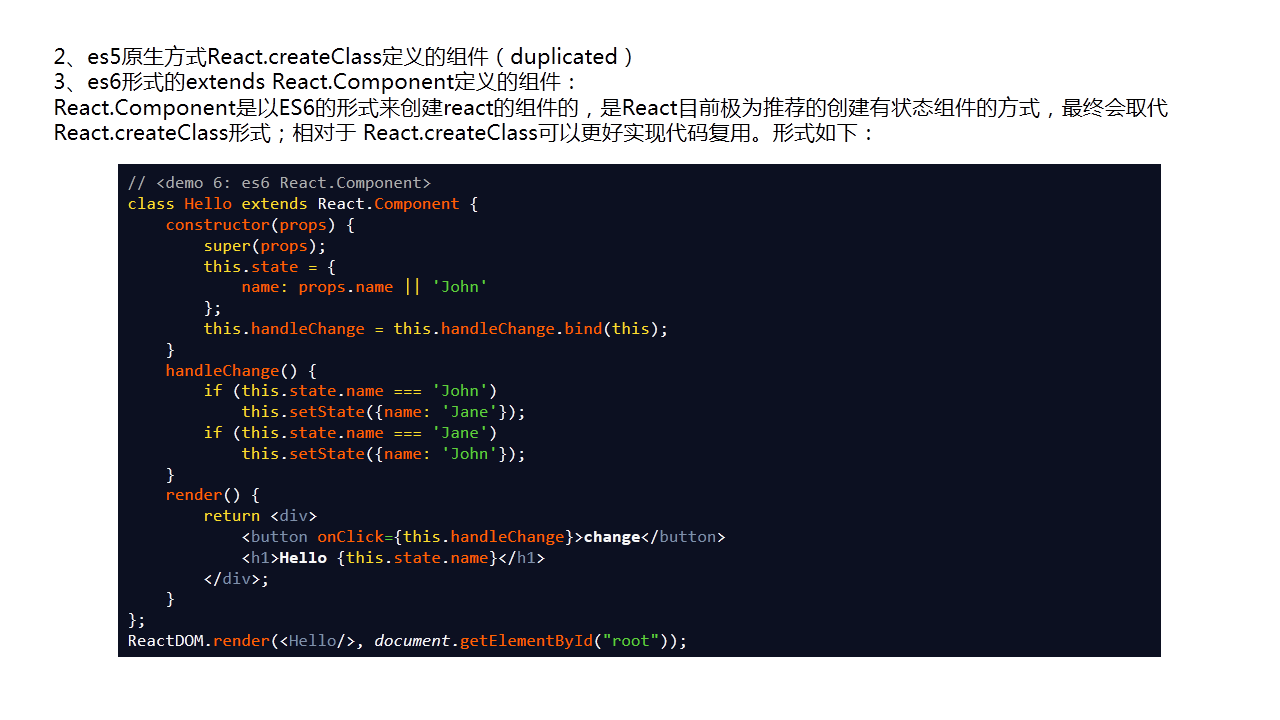 2、es5原生方式React.createClass定义的组件（duplicated）
3、es6形式的extends React.Component定义的组件：
React.Component是以ES6的形式来创建react的组件的，是React目前极为推荐的创建有状态组件的方式，最终会取代
React.createClass形式；相对于 React.createClass可以更好实现代码复用。形式如下：
// <demo 6: es6 React.Component>
class Hello extends React.Component {
    constructor(props) {
        super(props);
        this.state = {
            name: props.name || 'John'
        };
        this.handleChange = this.handleChange.bind(this);
    }
    handleChange() {
        if (this.state.name === 'John')
            this.setState({name: 'Jane'});
        if (this.state.name === 'Jane')
            this.setState({name: 'John'});
    }
    render() {
        return <div>
            <button onClick={this.handleChange}>change</button>
            <h1>Hello {this.state.name}</h1>
        </div>;
    }
};
ReactDOM.render(<Hello/>, document.getElementById("root"));